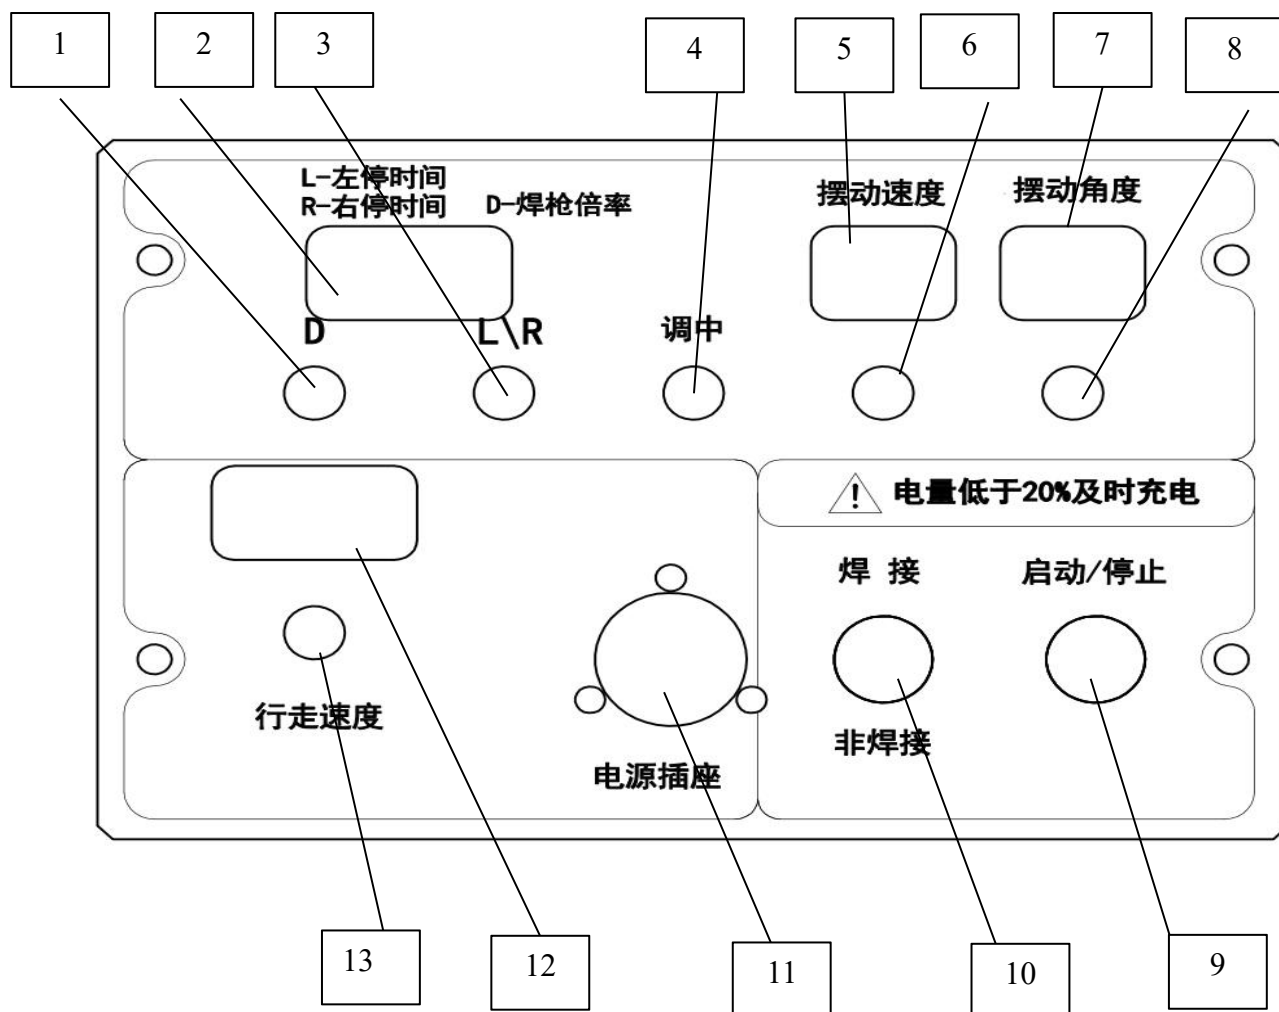 1 2 3 4 5 6 7 8
L-左停时间
R-右停时间 D-焊枪倍率 摆动速度 摆动角度
D L\R 调中
! 电量低于20%及时充电
焊 接 启动/停止
行走速度 非焊接
电源插座
13 12 11 10 9